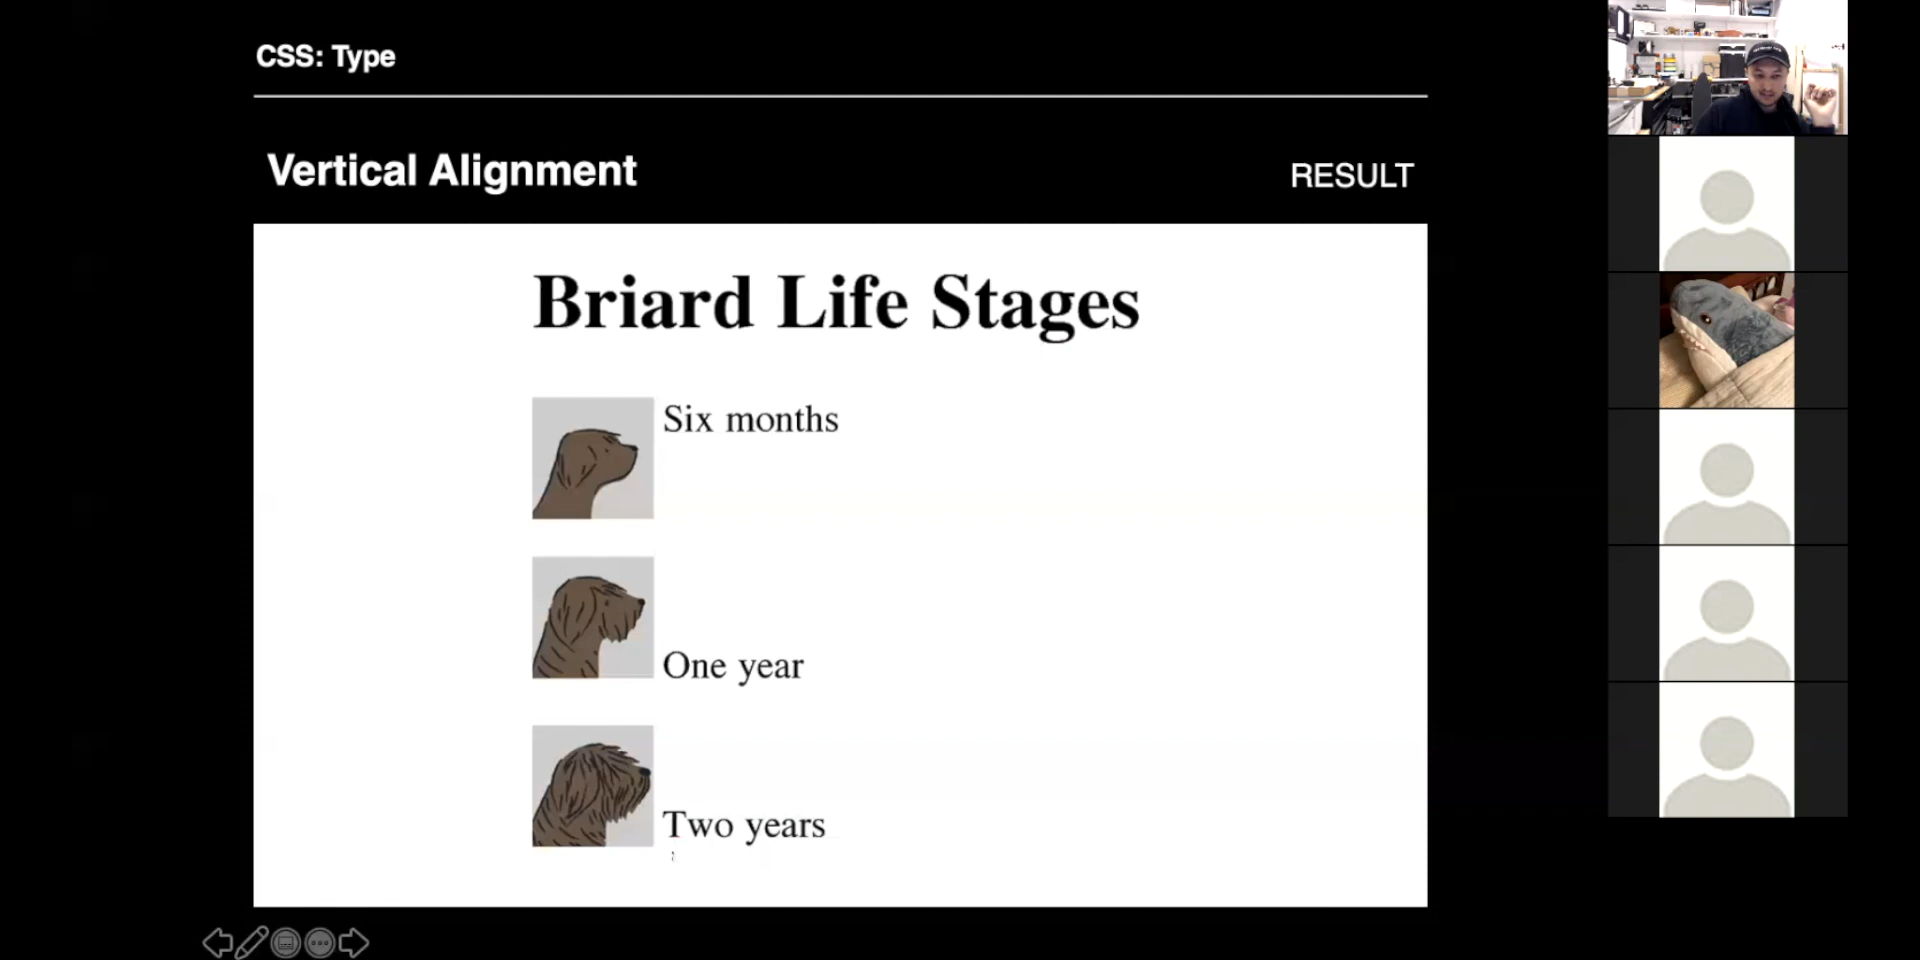 CSS: Type
Vertical Alignment
RESULT
Briard Life Stages
Six months
One year
Two years